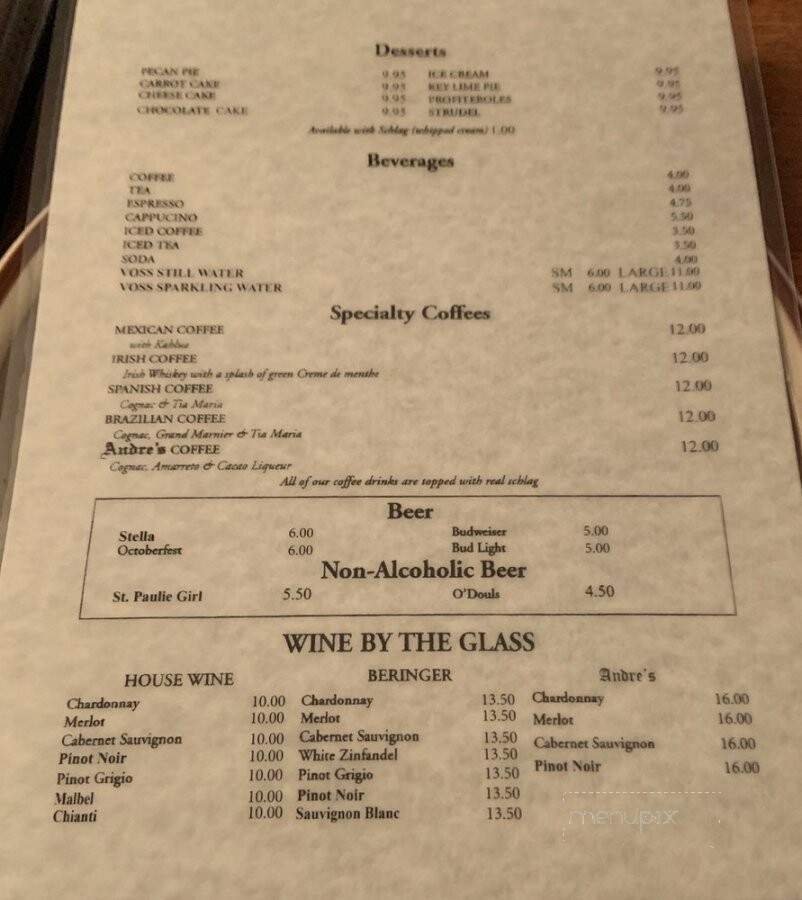 Desserts
PECAN PIE 9.95 ICE CREAM 9.95
CARROT CAKE 9.95 KEY LIME PIE 9.95
CHEESE CAKE 9.95 PROFITEROLES 9.95
CHOCOLATE CAKE 9.95 STRUDEL 9.95
Available with Schlag (whipped cream) 1.00
Beverages
COFFEE 4.00
TEA 4.00
ESPRESSO 4.75
CAPPUCINO 5.50
ICED COFFEE 3.50
ICED TEA 3.50
SODA 4.00
VOSS STILL WATER SM 6.00 LARGE 11.00
VOSS SPARKLING WATER SM 6.00 LARGE 11.00
Specialty Coffees
MEXICAN COFFEE 12.00
with Kahlua
IRISH COFFEE 12.00
Irish Whiskey with a splash of green Creme de menthe
SPANISH COFFEE 12.00
Cognac & Tia Maria
BRAZILIAN COFFEE 12.00
Cognac, Grand Marnier & Tia Maria
Andre's COFFEE 12.00
Cognac, Amarreto & Cacao Liqueur
All of our coffee drinks are topped with real schlag
Beer
Stella 6.00 Budweiser 5.00
Octoberfest 6.00 Bud Light 5.00
Non-Alcoholic Beer
St. Paulie Girl 5.50 O'Douls 4.50
WINE BY THE GLASS
HOUSE WINE BERINGER Andre's
Chardonnay 10.00 Chardonnay 13.50 Chardonnay 16.00
Merlot 10.00 Merlot 13.50 Merlot 16.00
Cabernet Sauvignon 10.00 Cabernet Sauvignon 13.50 Cabernet Sauvignon 16.00
Pinot Noir 10.00 White Zinfandel 13.50 Pinot Noir 16.00
Pinot Grigio 10.00 Pinot Grigio 13.50
Malbel 10.00 Pinot Noir 13.50
Chianti 10.00 Sauvignon Blanc 13.50
menupix